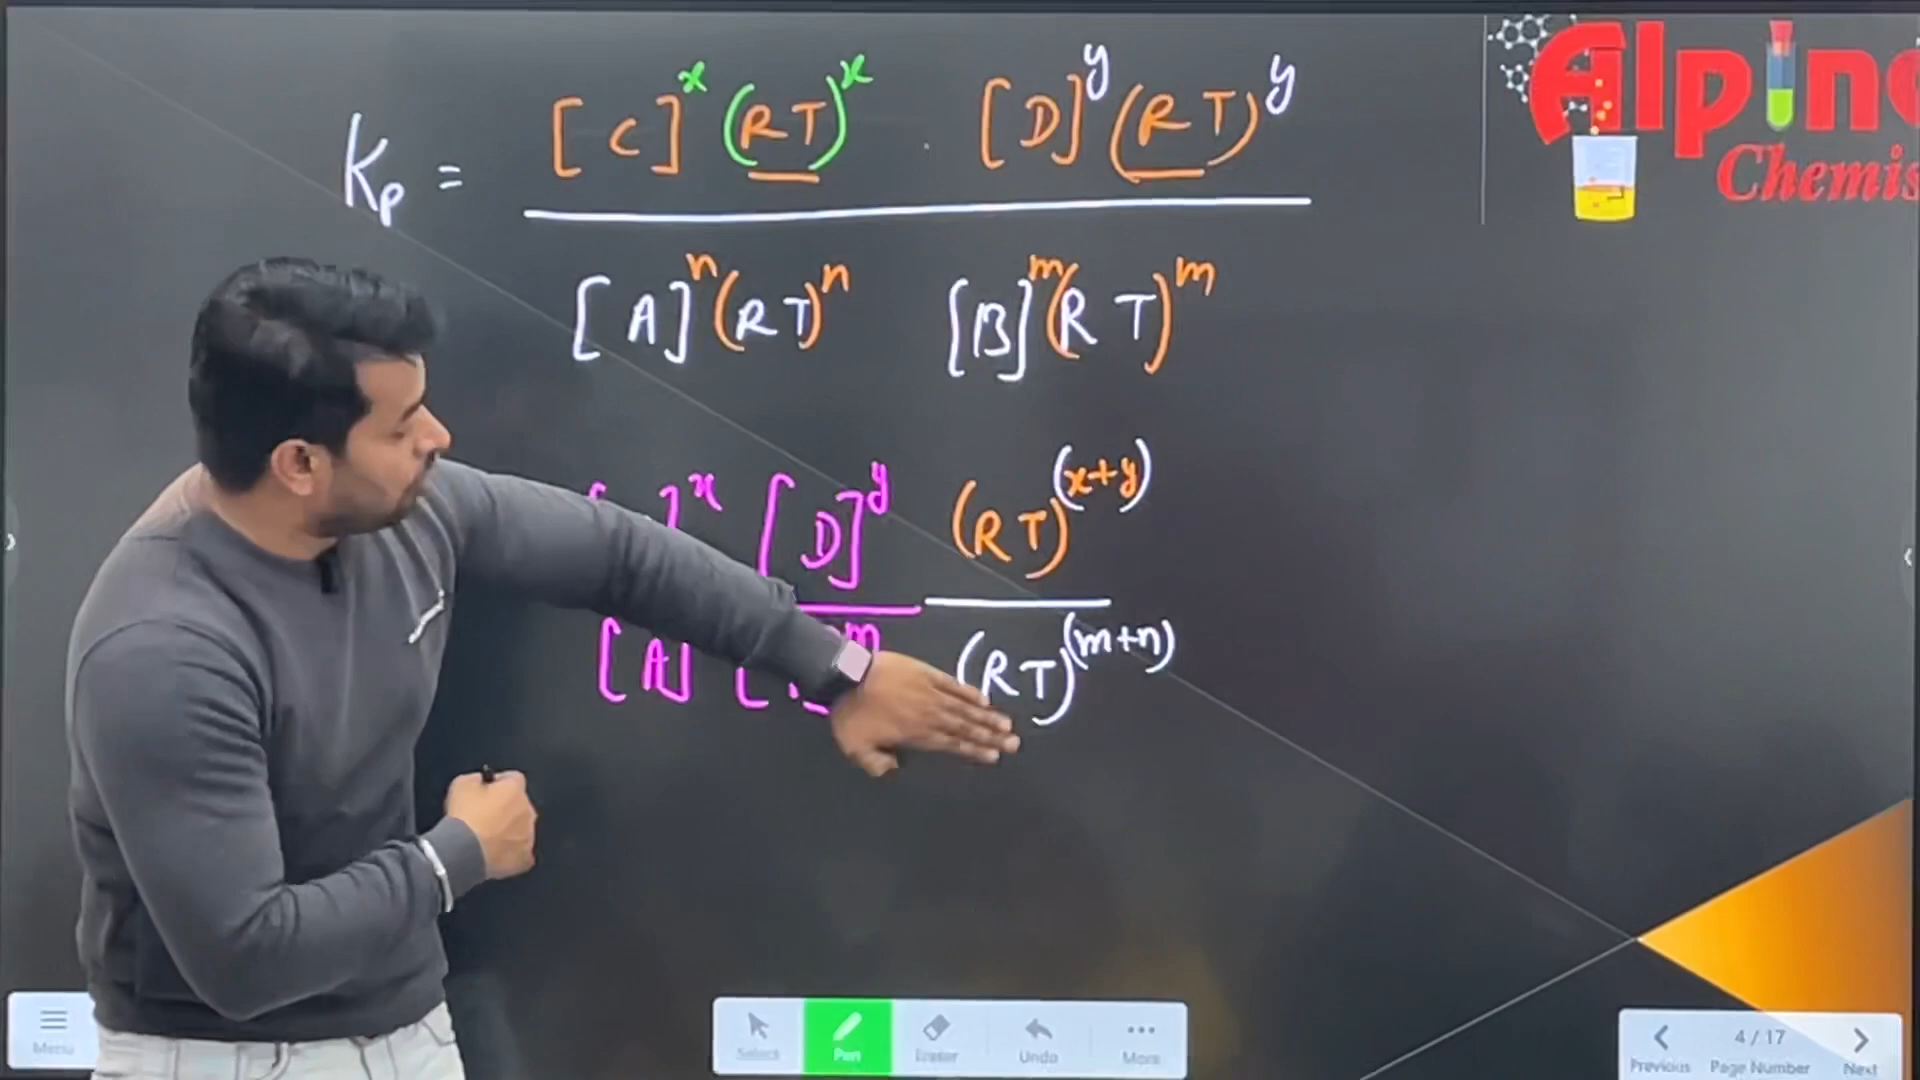 Kp = [C]^x (RT)^x . [D]^y (RT)^y
[A]^n (RT)^n [B]^m (RT)^m
]^x [D]^y (RT)^(x+y)
[A] [ m (RT)^(m+n)
Alpin
Chemis
Menu
Select
Pen
Eraser
Undo
More
4 / 17
Previous
Page Number
Next